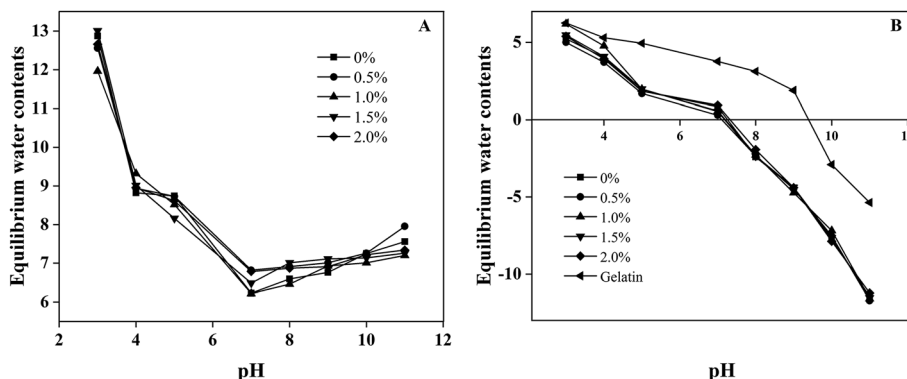 A
13
12
11
10
9
8
7
6
Equilibrium water contents
0%
0.5%
1.0%
1.5%
2.0%
2 4 6 8 10 12
pH
B
5
0
-5
-10
Equilibrium water contents
4 6 8 10 12
0%
0.5%
1.0%
1.5%
2.0%
Gelatin
pH